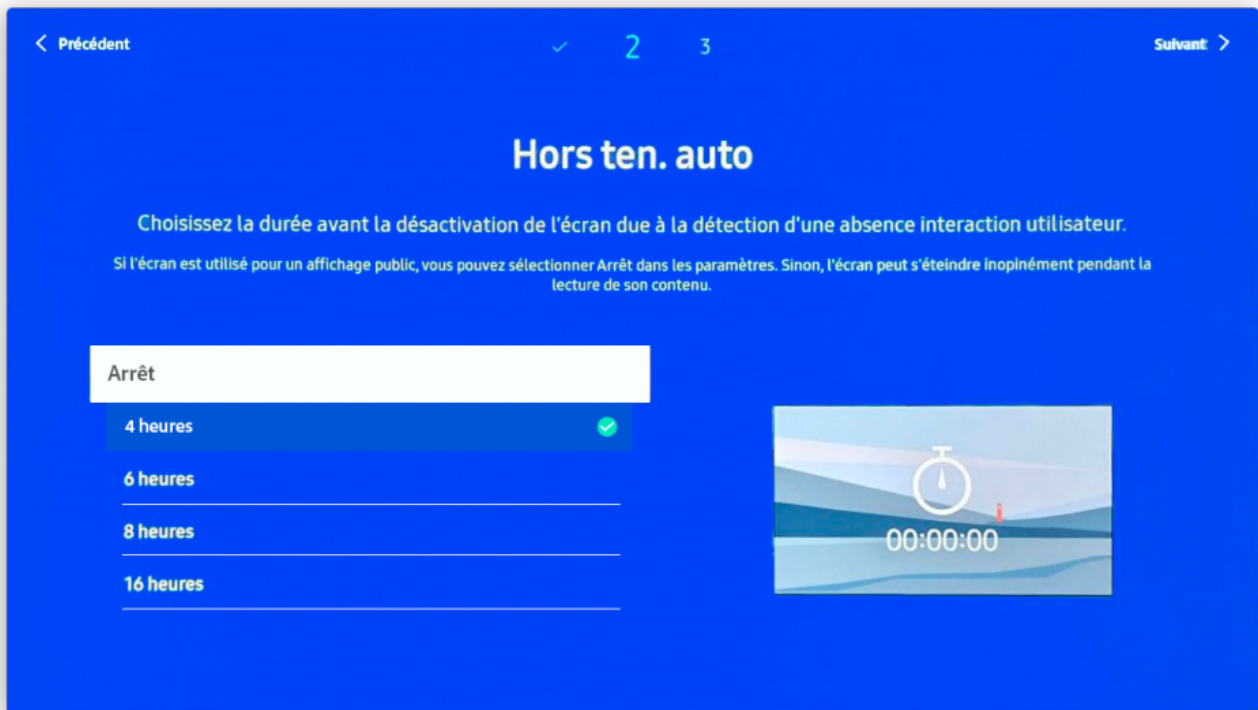 Précédent
2
3
Suivant
Hors ten. auto
Choisissez la durée avant la désactivation de l'écran due à la détection d'une absence interaction utilisateur.
Si l'écran est utilisé pour un affichage public, vous pouvez sélectionner Arrêt dans les paramètres. Sinon, l'écran peut s'éteindre inopinément pendant la
lecture de son contenu.
Arrêt
4 heures
6 heures
8 heures
16 heures
00:00:00